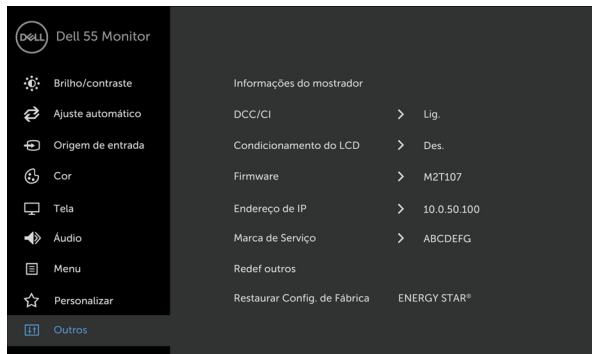 DELL Dell 55 Monitor
Brilho/contraste
Ajuste automático
Origem de entrada
Cor
Tela
Áudio
Menu
Personalizar
Outros
Informações do mostrador
DCC/CI > Lig.
Condicionamento do LCD > Des.
Firmware > M2T107
Endereço de IP > 10.0.50.100
Marca de Serviço > ABCDEFG
Redef outros
Restaurar Config. de Fábrica ENERGY STAR®